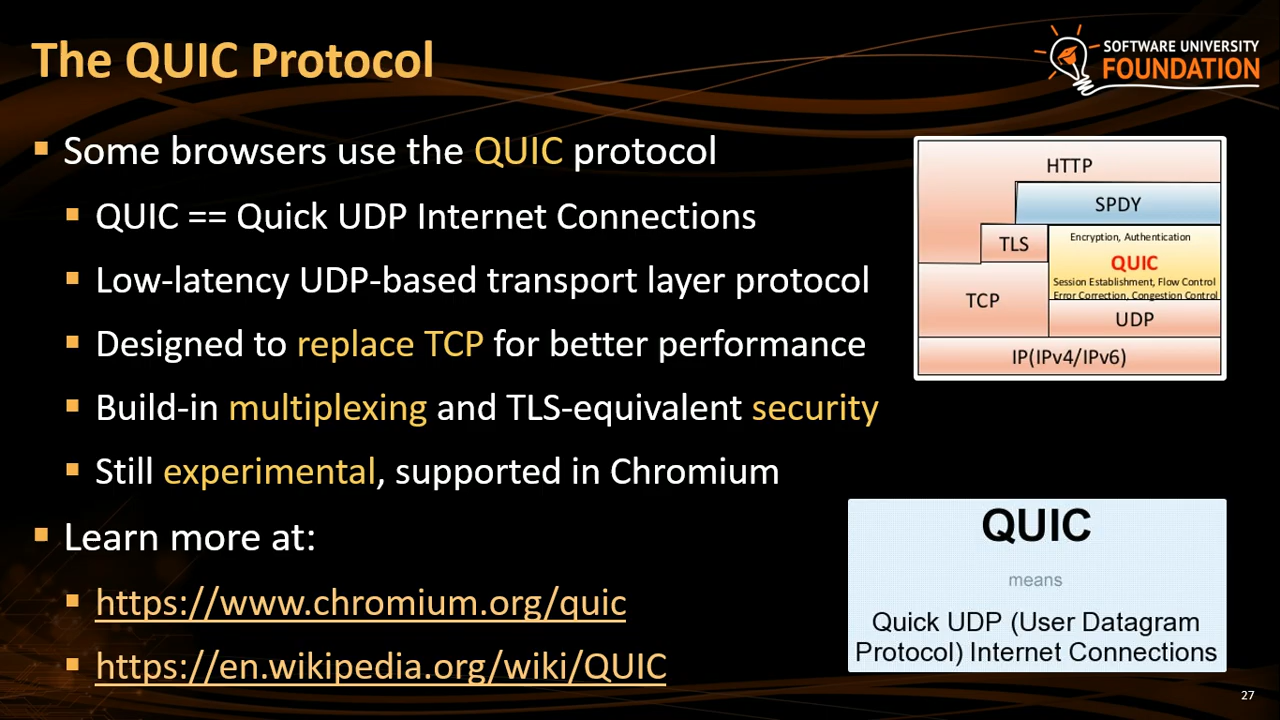 The QUIC Protocol
SOFTWARE UNIVERSITY
FOUNDATION
Some browsers use the QUIC protocol
QUIC == Quick UDP Internet Connections
Low-latency UDP-based transport layer protocol
Designed to replace TCP for better performance
Build-in multiplexing and TLS-equivalent security
Still experimental, supported in Chromium
Learn more at:
https://www.chromium.org/quic
https://en.wikipedia.org/wiki/QUIC
HTTP
SPDY
TLS
Encryption, Authentication
QUIC
Session Establishment, Flow Control
Error Correction, Congestion Control
TCP
UDP
IP(IPv4/IPv6)
QUIC
means
Quick UDP (User Datagram
Protocol) Internet Connections
27